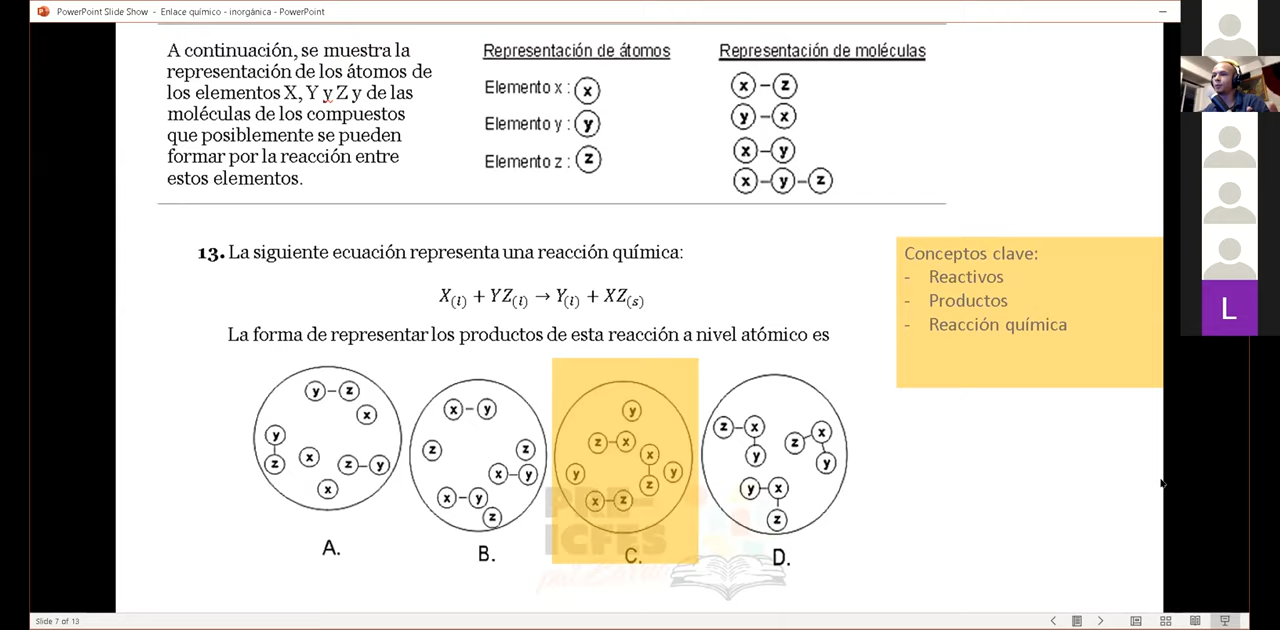 PowerPoint Slide Show - Enlace químico - inorgánica - PowerPoint
A continuación, se muestra la
representación de los átomos de
los elementos X, Y y Z y de las
moléculas de los compuestos
que posiblemente se pueden
formar por la reacción entre
estos elementos.
Representación de átomos
Elemento x : x
Elemento y : y
Elemento z : z
Representación de moléculas
x - z
y - x
x - y
x - y - z
13. La siguiente ecuación representa una reacción química:
X(l) + YZ(l) → Y(l) + XZ(s)
La forma de representar los productos de esta reacción a nivel atómico es
Conceptos clave:
- Reactivos
- Productos
- Reacción química
y - z
x
y
z
x
z - y
x
A.
x - y
z
z
x - y
x - y
z
B.
y
z - x
x
z
y
y
x - z
C.
z - x
y
z
x
y
y - x
z
D.
PRE-
ICFES
L
Slide 7 of 13